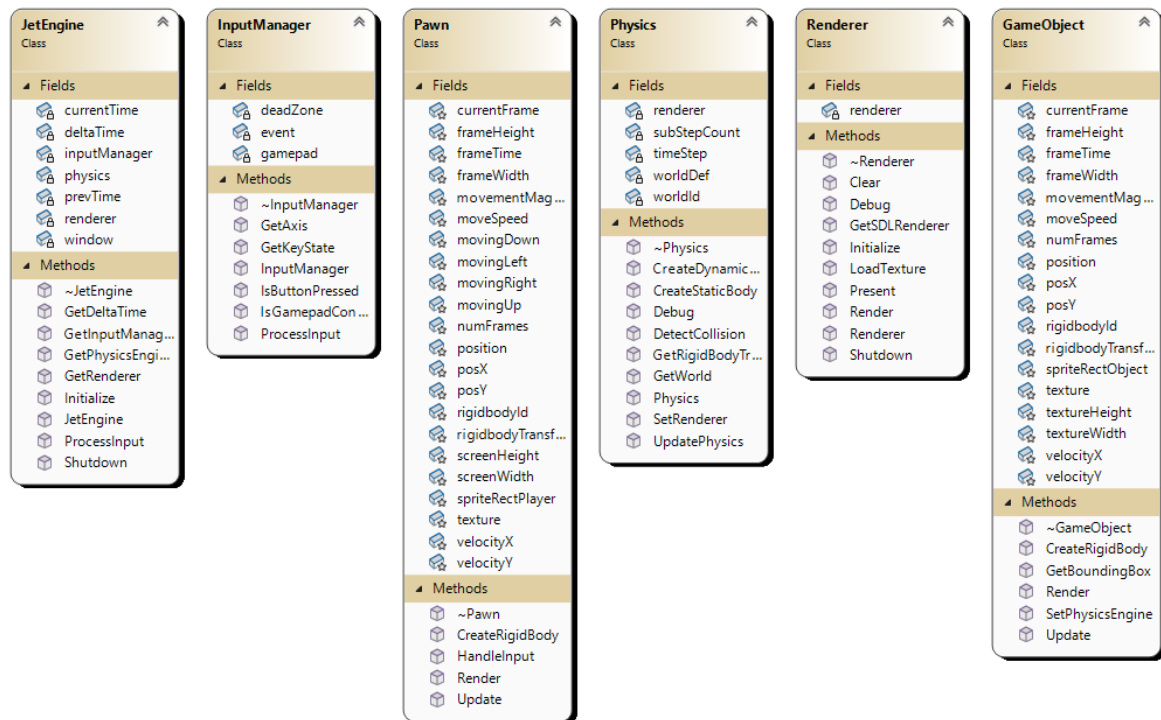 JetEngine
Class
Fields
currentTime
deltaTime
inputManager
physics
prevTime
renderer
window
Methods
~JetEngine
GetDeltaTime
GetInputManag...
GetPhysicsEngi...
GetRenderer
Initialize
JetEngine
ProcessInput
Shutdown
InputManager
Class
Fields
deadZone
event
gamepad
Methods
~InputManager
GetAxis
GetKeyState
InputManager
IsButtonPressed
IsGamepadCon...
ProcessInput
Pawn
Class
Fields
currentFrame
frameHeight
frameTime
frameWidth
movementMag...
moveSpeed
movingDown
movingLeft
movingRight
movingUp
numFrames
position
posX
posY
rigidbodyId
rigidbodyTransf...
screenHeight
screenWidth
spriteRectPlayer
texture
velocityX
velocityY
Methods
~Pawn
CreateRigidBody
HandleInput
Render
Update
Physics
Class
Fields
renderer
subStepCount
timeStep
worldDef
worldId
Methods
~Physics
CreateDynamic...
CreateStaticBody
Debug
DetectCollision
GetRigidBodyTr...
GetWorld
Physics
SetRenderer
UpdatePhysics
Renderer
Class
Fields
renderer
Methods
~Renderer
Clear
Debug
GetSDLRenderer
Initialize
LoadTexture
Present
Render
Renderer
Shutdown
GameObject
Class
Fields
currentFrame
frameHeight
frameTime
frameWidth
movementMag...
moveSpeed
numFrames
position
posX
posY
rigidbodyId
rigidbodyTransf...
spriteRectObject
texture
textureHeight
textureWidth
velocityX
velocityY
Methods
~GameObject
CreateRigidBody
GetBoundingBox
Render
SetPhysicsEngine
Update